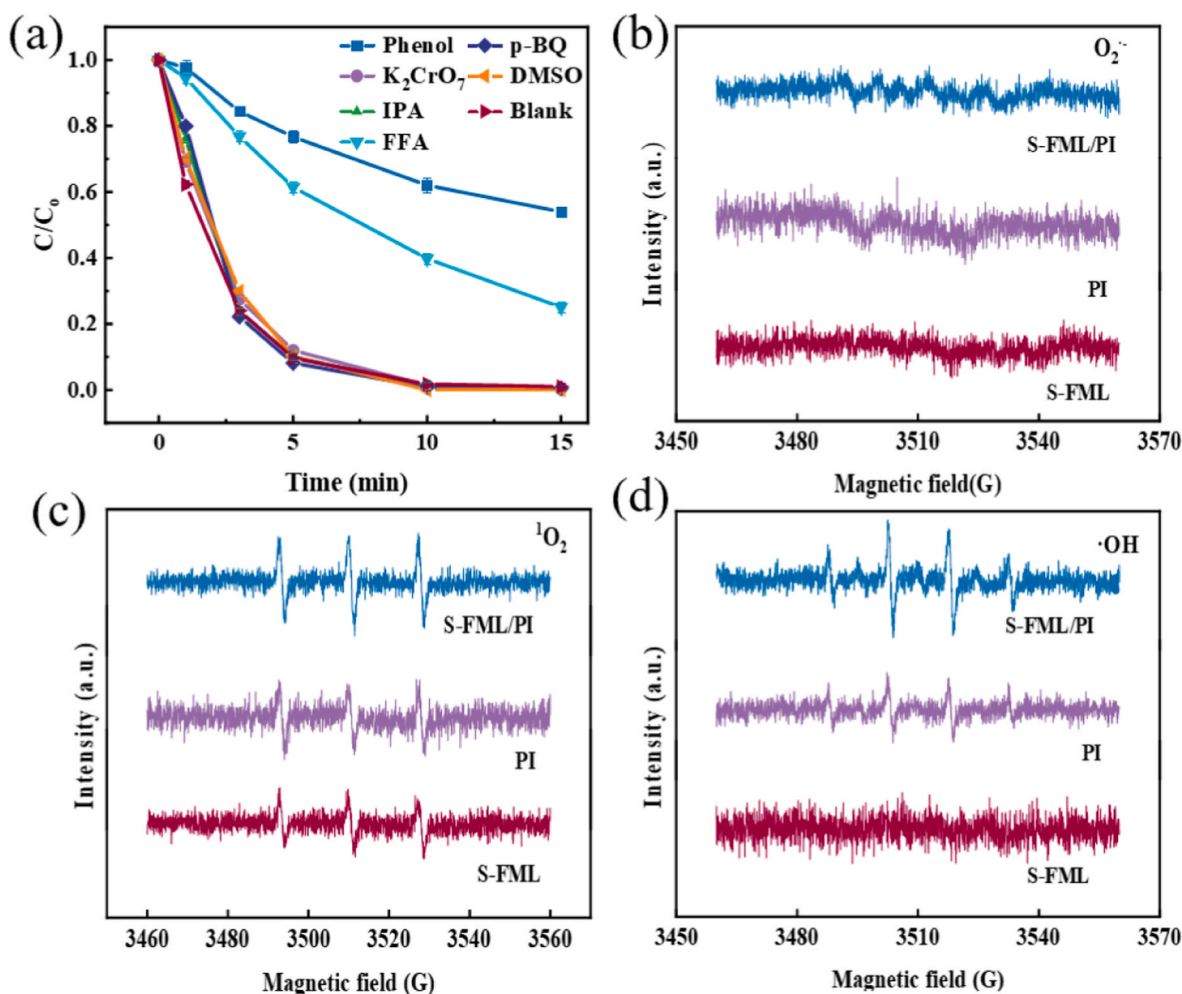 (a)
Phenol
p-BQ
K₂CrO₇
DMSO
IPA
Blank
FFA
C/C₀
1.0
0.8
0.6
0.4
0.2
0.0
0
5
10
15
Time (min)
(b)
O₂·-
S-FML/PI
PI
S-FML
Intensity (a.u.)
3450
3480
3510
3540
3570
Magnetic field(G)
(c)
¹O₂
S-FML/PI
PI
S-FML
Intensity (a.u.)
3460
3480
3500
3520
3540
3560
Magnetic field (G)
(d)
·OH
S-FML/PI
PI
S-FML
Intensity (a.u.)
3450
3480
3510
3540
3570
Magnetic field (G)